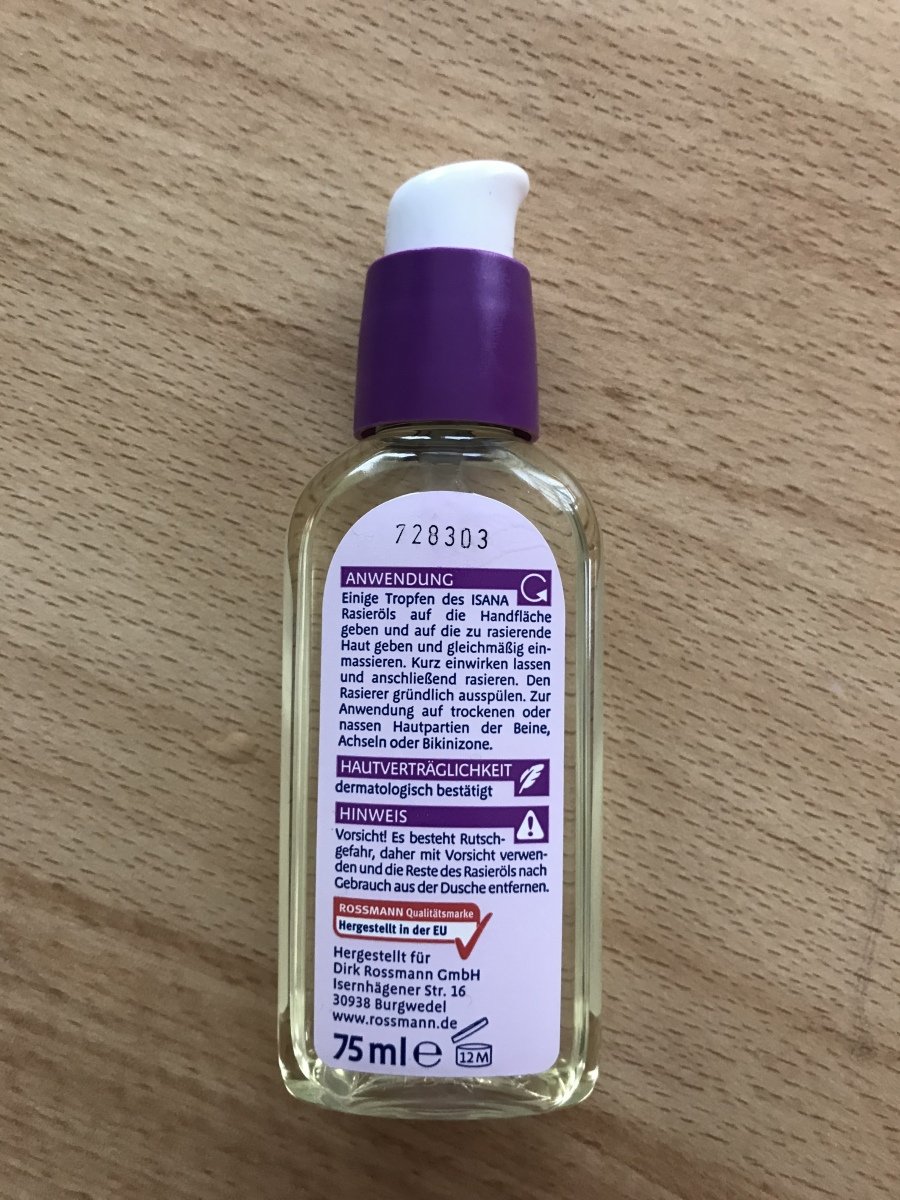 728303
ANWENDUNG
Einige Tropfen des ISANA
Rasieröls auf die Handfläche
geben und auf die zu rasierende
Haut geben und gleichmäßig ein-
massieren. Kurz einwirken lassen
und anschließend rasieren. Den
Rasierer gründlich ausspülen. Zur
Anwendung auf trockenen oder
nassen Hautpartien der Beine,
Achseln oder Bikinizone.
HAUTVERTRÄGLICHKEIT
dermatologisch bestätigt
HINWEIS
Vorsicht! Es besteht Rutsch-
gefahr, daher mit Vorsicht verwen-
den und die Reste des Rasieröls nach
Gebrauch aus der Dusche entfernen.
ROSSMANN Qualitätsmarke
Hergestellt in der EU
Hergestellt für
Dirk Rossmann GmbH
Isernhägener Str. 16
30938 Burgwedel
www.rossmann.de
75 ml ℮ 12 M